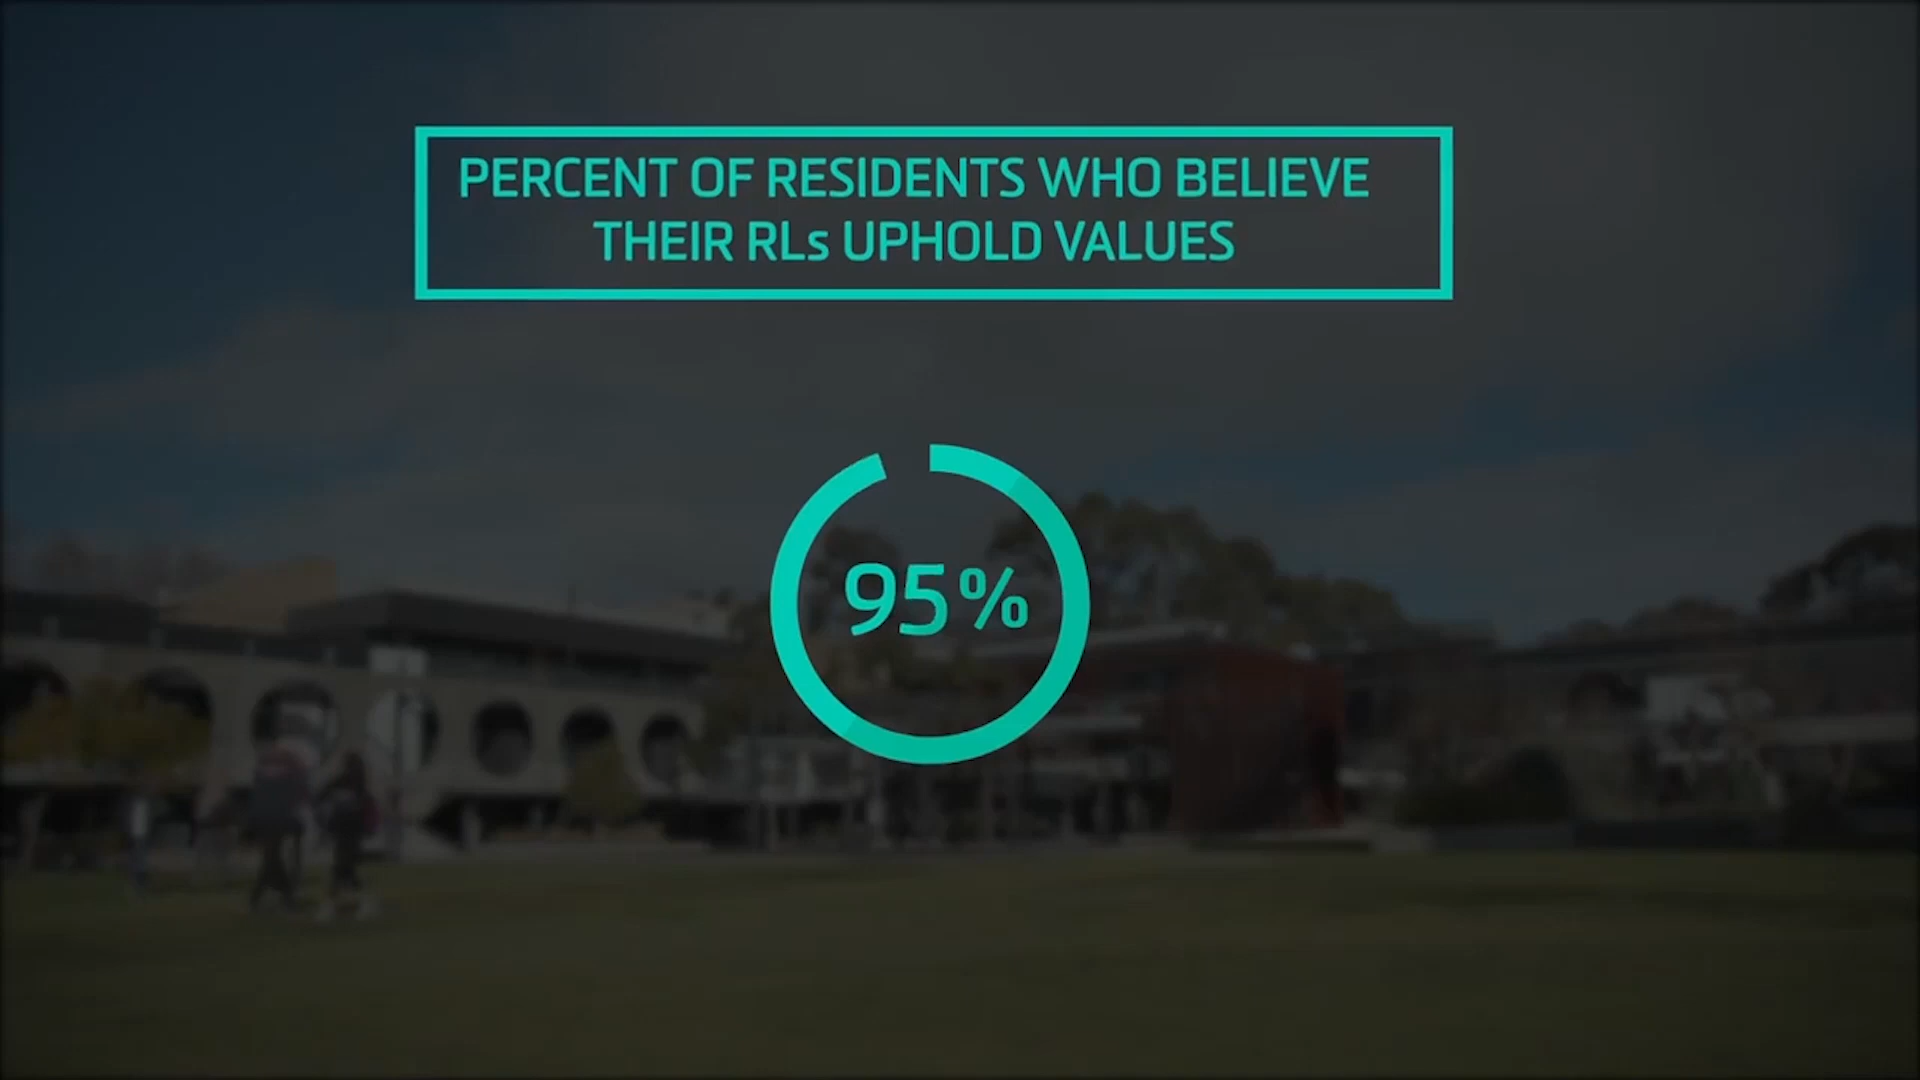 PERCENT OF RESIDENTS WHO BELIEVE
THEIR RLs UPHOLD VALUES
95%